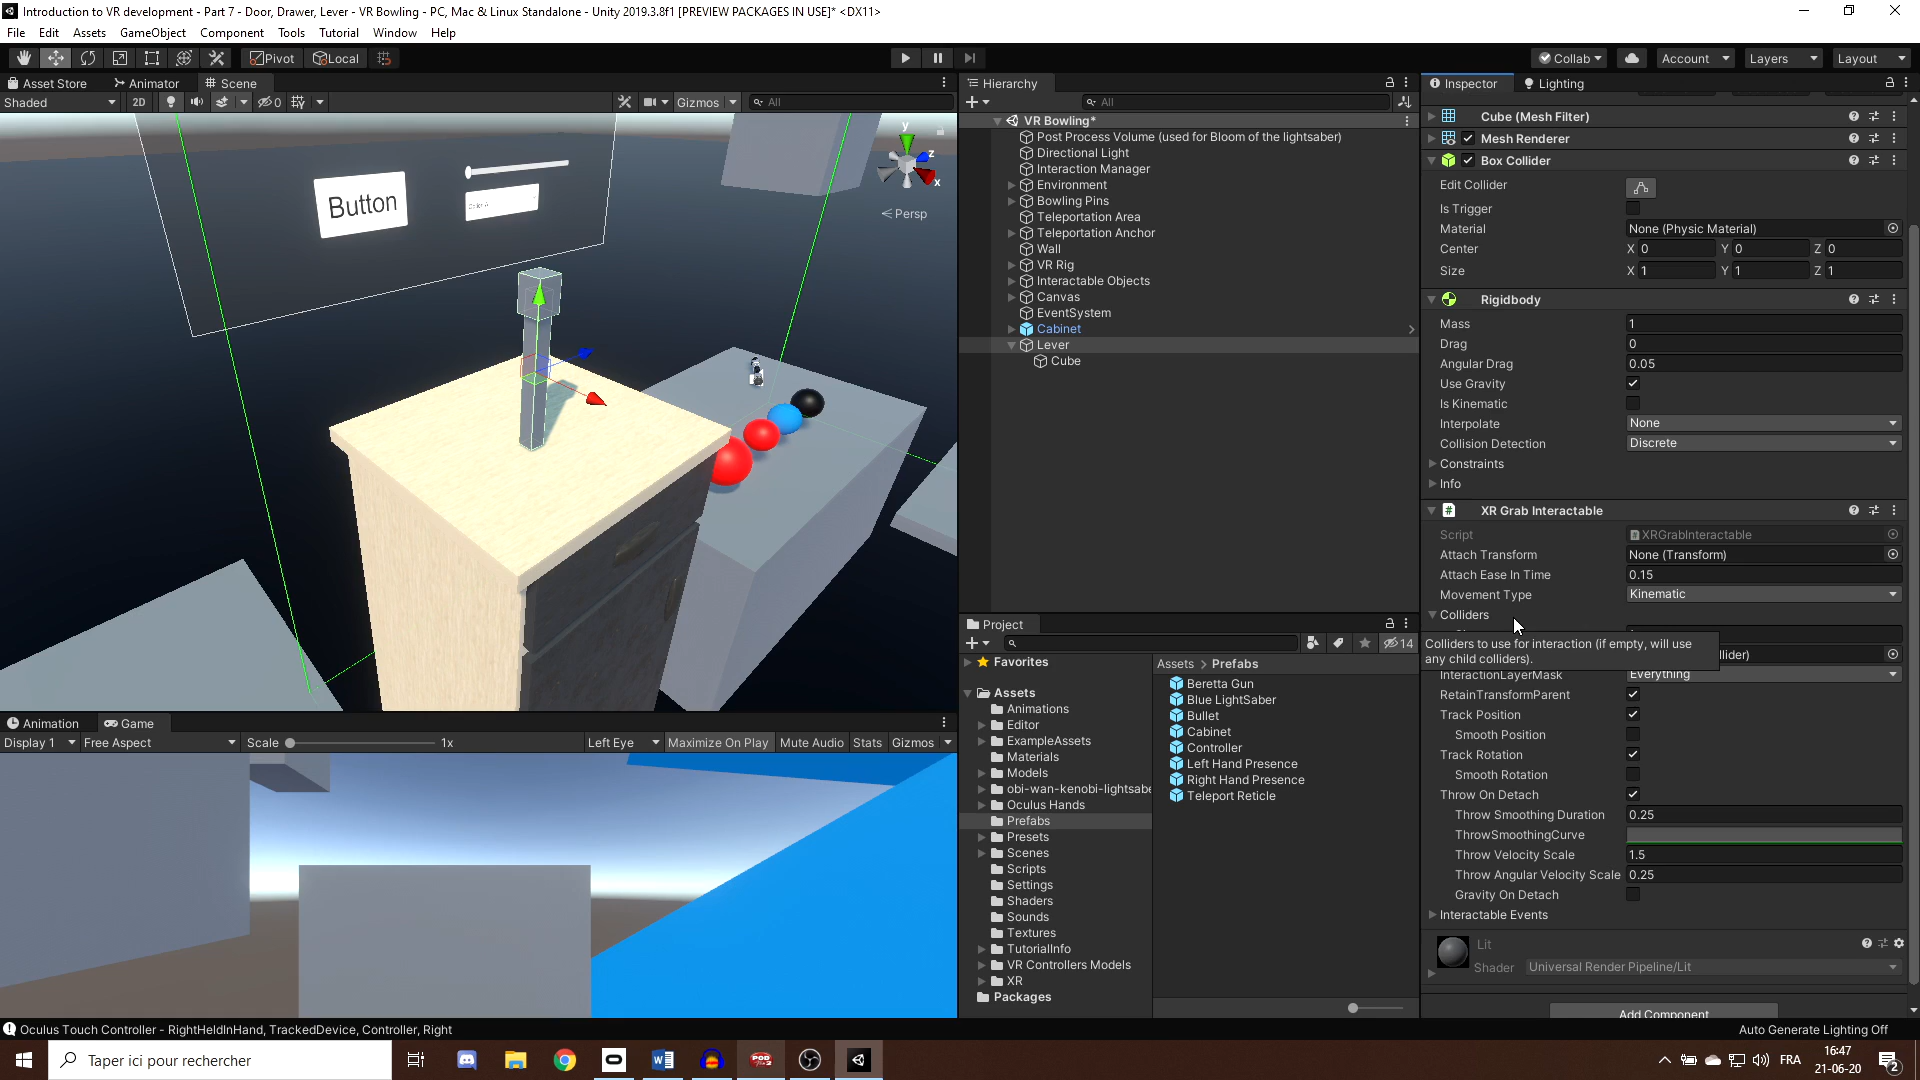 Introduction to VR development - Part 7 - Door, Drawer, Lever - VR Bowling - PC, Mac & Linux Standalone - Unity 2019.3.8f1 [PREVIEW PACKAGES IN USE]* <DX11>
File Edit Assets GameObject Component Tools Tutorial Window Help
Pivot Local Collab Account Layers Layout
Asset Store Animator Scene
Shaded 2D 0 Gizmos All
Button
y z x
Persp
Hierarchy
All
VR Bowling*
Post Process Volume (used for Bloom of the lightsaber)
Directional Light
Interaction Manager
Environment
Bowling Pins
Teleportation Area
Teleportation Anchor
Wall
VR Rig
Interactable Objects
Canvas
EventSystem
Cabinet
Lever
Cube
Inspector Lighting
Cube (Mesh Filter)
Mesh Renderer
Box Collider
Edit Collider
Is Trigger
Material None (Physic Material)
Center X 0 Y 0 Z 0
Size X 1 Y 1 Z 1
Rigidbody
Mass 1
Drag 0
Angular Drag 0.05
Use Gravity
Is Kinematic
Interpolate None
Collision Detection Discrete
Constraints
Info
XR Grab Interactable
Script XRGrabInteractable
Attach Transform None (Transform)
Attach Ease In Time 0.15
Movement Type Kinematic
Colliders
Colliders to use for interaction (if empty, will use
any child colliders).
llider)
InteractionLayerMask Everything
RetainTransformParent
Track Position
Smooth Position
Track Rotation
Smooth Rotation
Throw On Detach
Throw Smoothing Duration 0.25
ThrowSmoothingCurve
Throw Velocity Scale 1.5
Throw Angular Velocity Scale 0.25
Gravity On Detach
Interactable Events
Lit
Shader Universal Render Pipeline/Lit
Add Component
Project
14
Favorites
Assets
Animations
Editor
ExampleAssets
Materials
Models
obi-wan-kenobi-lightsabe
Oculus Hands
Prefabs
Presets
Scenes
Scripts
Settings
Shaders
Sounds
Textures
TutorialInfo
VR Controllers Models
XR
Packages
Assets > Prefabs
Beretta Gun
Blue LightSaber
Bullet
Cabinet
Controller
Left Hand Presence
Right Hand Presence
Teleport Reticle
Animation Game
Display 1 Free Aspect Scale 1x Left Eye Maximize On Play Mute Audio Stats Gizmos
Oculus Touch Controller - RightHeldInHand, TrackedDevice, Controller, Right
Auto Generate Lighting Off
Taper ici pour rechercher
FRA
16:47
21-06-20
2